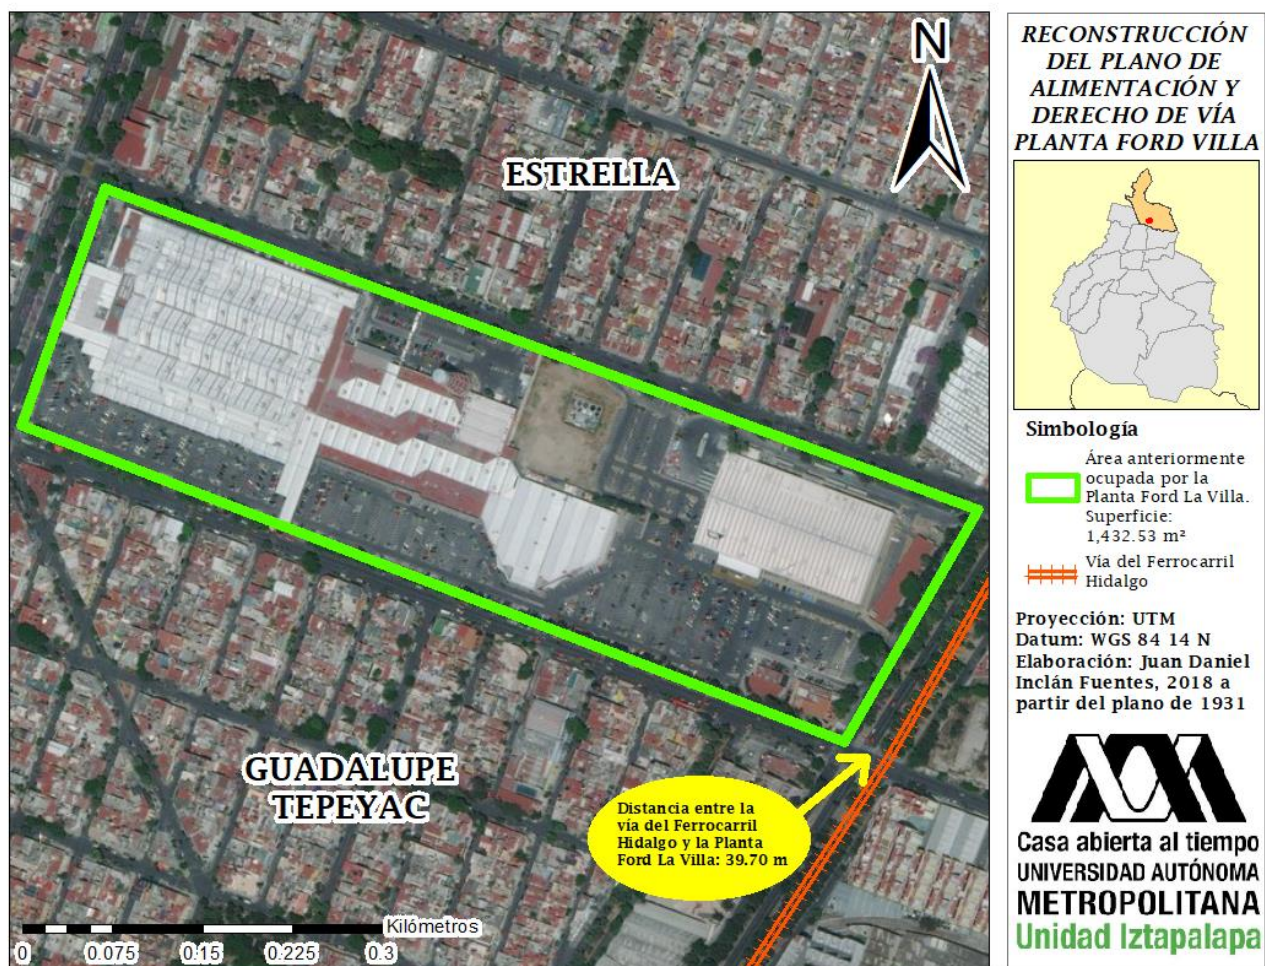 N
ESTRELLA
GUADALUPE
TEPEYAC
Distancia entre la
vía del Ferrocarril
Hidalgo y la Planta
Ford La Villa: 39.70 m
Kilómetros
0 0.075 0.15 0.225 0.3
RECONSTRUCCIÓN
DEL PLANO DE
ALIMENTACIÓN Y
DERECHO DE VÍA
PLANTA FORD VILLA
Simbología
Área anteriormente
ocupada por la
Planta Ford La Villa.
Superficie:
1,432.53 m²
Vía del Ferrocarril
Hidalgo
Proyección: UTM
Datum: WGS 84 14 N
Elaboración: Juan Daniel
Inclán Fuentes, 2018 a
partir del plano de 1931
Casa abierta al tiempo
UNIVERSIDAD AUTÓNOMA
METROPOLITANA
Unidad Iztapalapa